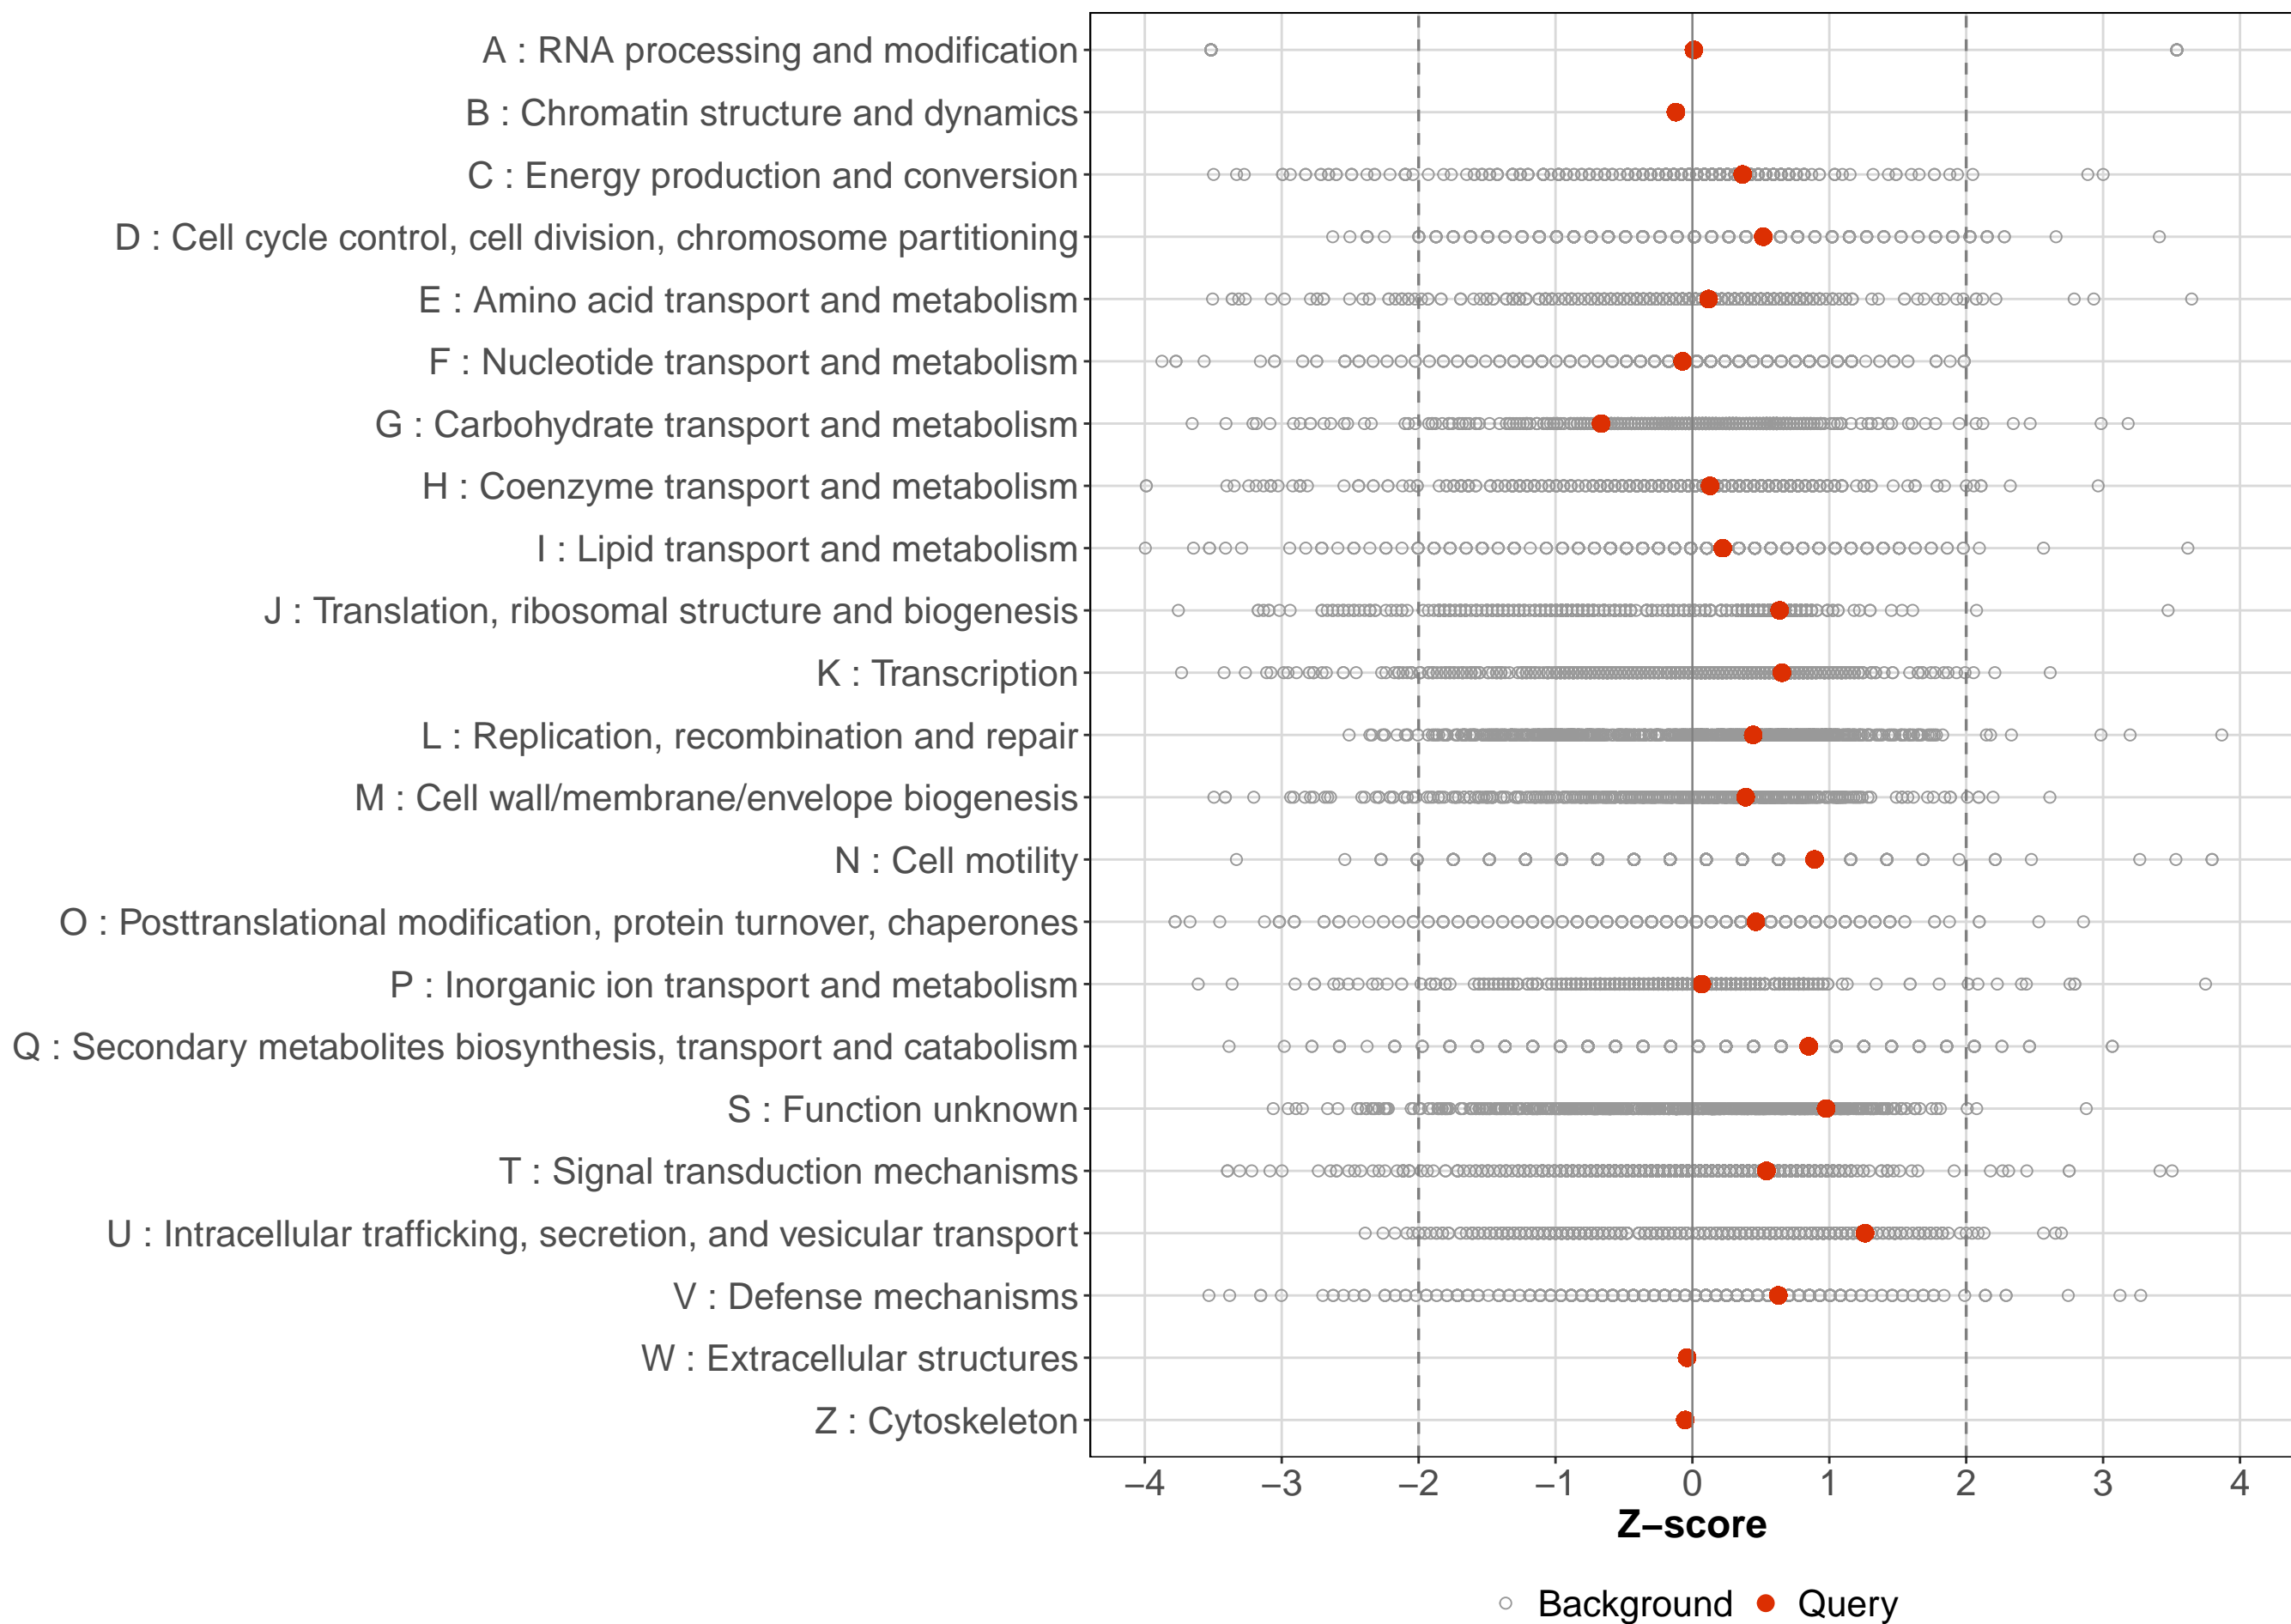 A : RNA processing and modification
B : Chromatin structure and dynamics
C : Energy production and conversion
D : Cell cycle control, cell division, chromosome partitioning
E : Amino acid transport and metabolism
F : Nucleotide transport and metabolism
G : Carbohydrate transport and metabolism
H : Coenzyme transport and metabolism
I : Lipid transport and metabolism
J : Translation, ribosomal structure and biogenesis
K : Transcription
L : Replication, recombination and repair
M : Cell wall/membrane/envelope biogenesis
N : Cell motility
O : Posttranslational modification, protein turnover, chaperones
P : Inorganic ion transport and metabolism
Q : Secondary metabolites biosynthesis, transport and catabolism
S : Function unknown
T : Signal transduction mechanisms
U : Intracellular trafficking, secretion, and vesicular transport
V : Defense mechanisms
W : Extracellular structures
Z : Cytoskeleton
−4 −3 −2 −1 0 1 2 3 4
Z−score
Background Query